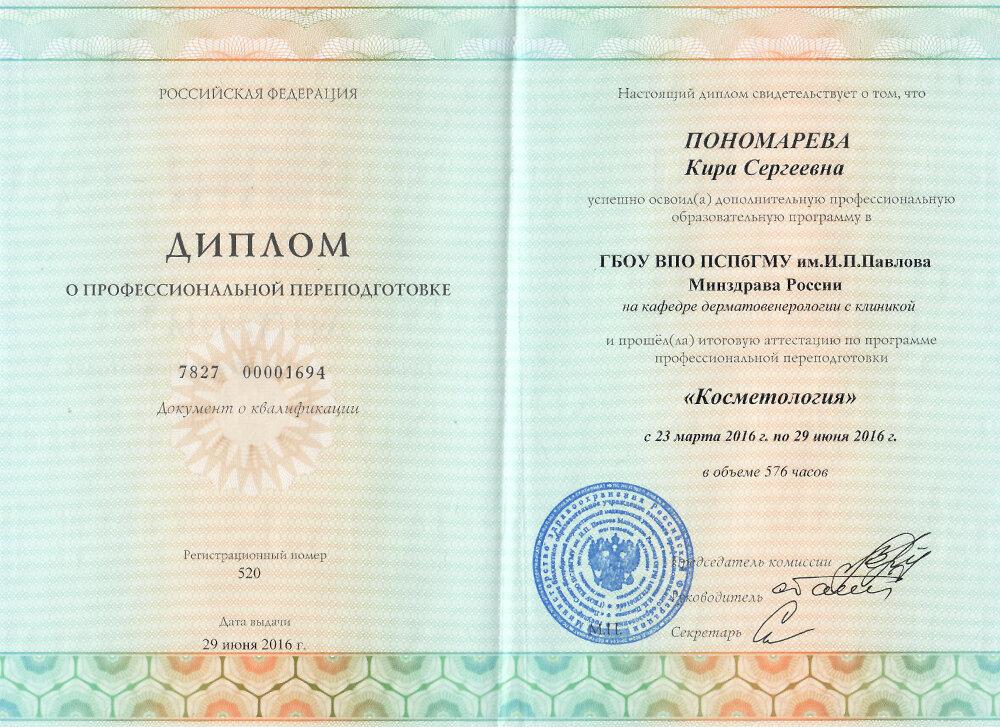 РОССИЙСКАЯ ФЕДЕРАЦИЯ
ДИПЛОМ
О ПРОФЕССИОНАЛЬНОЙ ПЕРЕПОДГОТОВКЕ
7827 00001694
Документ о квалификации
Регистрационный номер
520
Дата выдачи
29 июня 2016 г.
Настоящий диплом свидетельствует о том, что
ПОНОМАРЕВА
Кира Сергеевна
успешно освоил(а) дополнительную профессиональную
образовательную программу в
ГБОУ ВПО ПСПбГМУ им.И.П.Павлова
Минздрава России
на кафедре дерматовенерологии с клиникой
и прошёл(ла) итоговую аттестацию по программе
профессиональной переподготовки
«Косметология»
с 23 марта 2016 г. по 29 июня 2016 г.
в объеме 576 часов
Председатель комиссии
Руководитель
М.П.
Секретарь